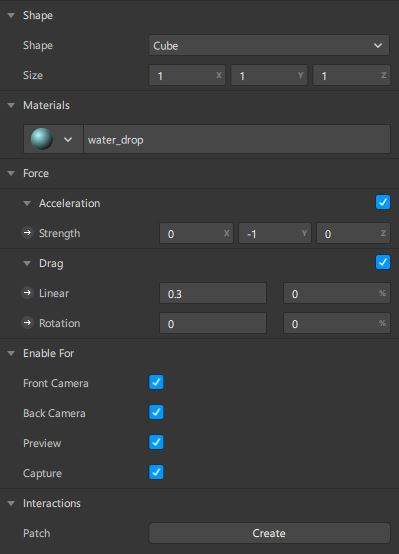 Shape
Shape Cube
Size 1 X 1 Y 1 Z
Materials
water_drop
Force
Acceleration
Strength 0 X -1 Y 0 Z
Drag
Linear 0.3 0 %
Rotation 0 0 %
Enable For
Front Camera
Back Camera
Preview
Capture
Interactions
Patch Create